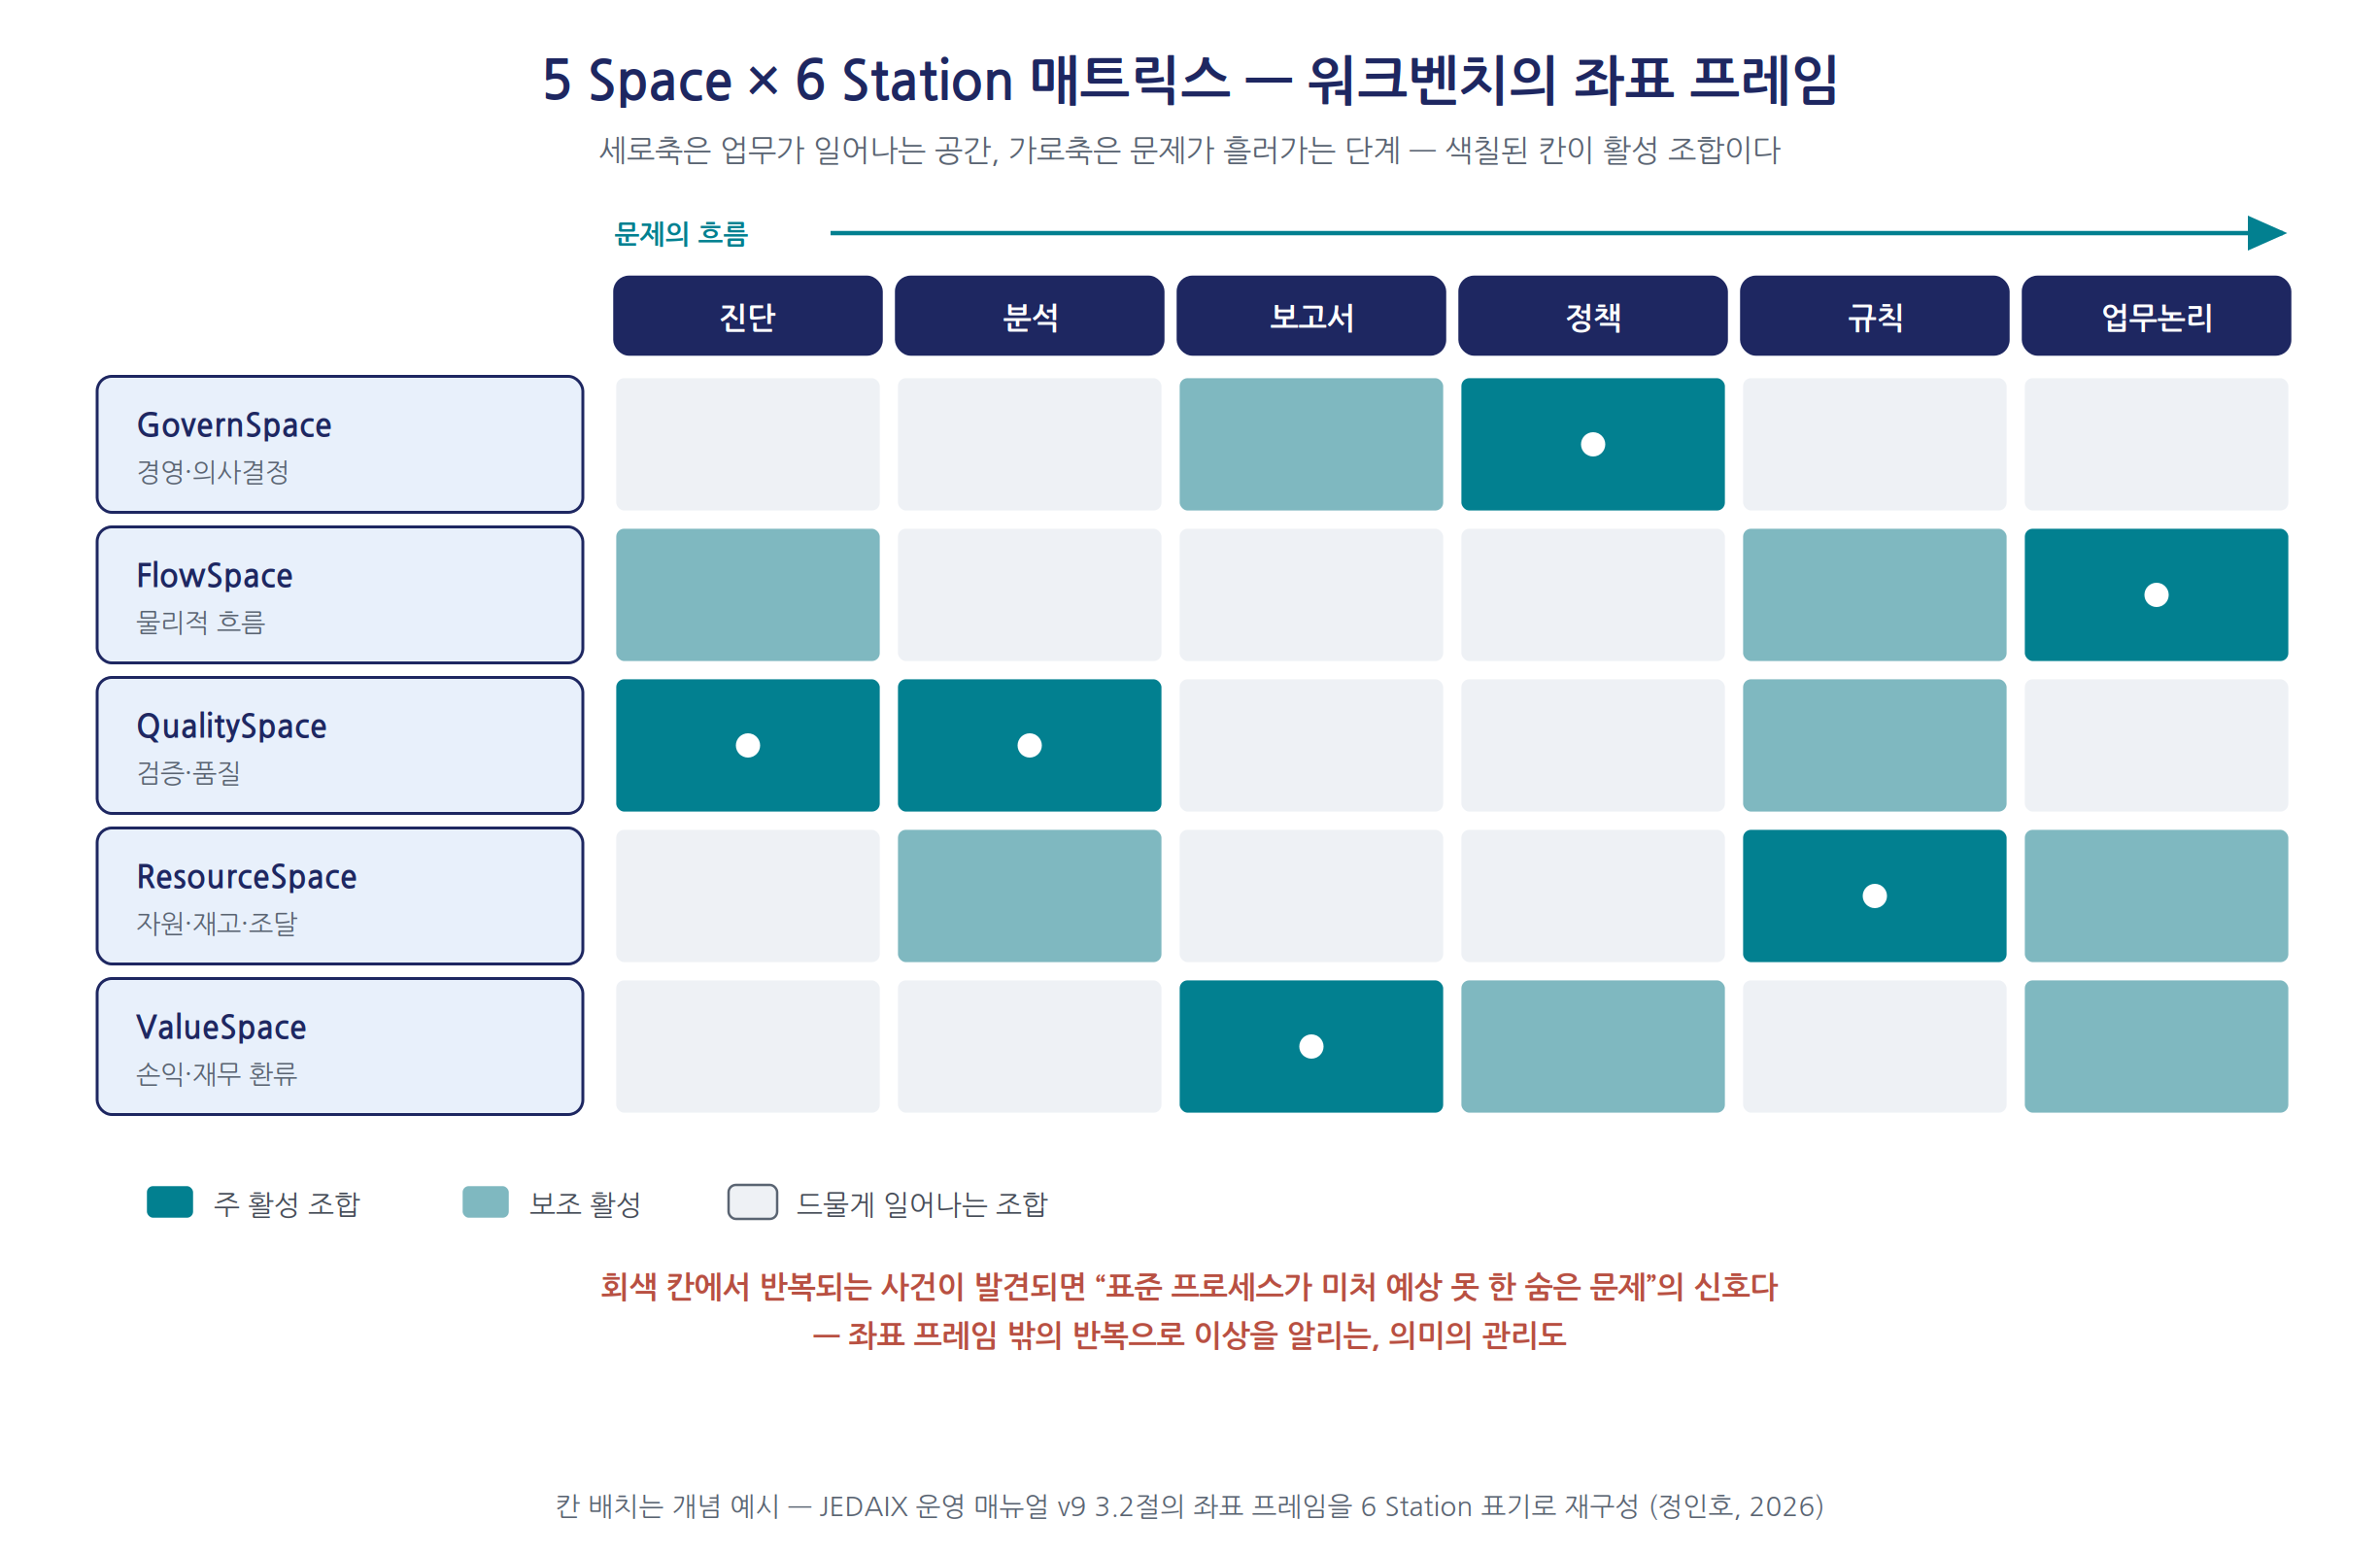 5 Space × 6 Station 매트릭스 — 워크벤치의 좌표 프레임
세로축은 업무가 일어나는 공간, 가로축은 문제가 흘러가는 단계 — 색칠된 칸이 활성 조합이다
문제의 흐름
진단
분석
보고서
정책
규칙
업무논리
GovernSpace
경영·의사결정
FlowSpace
물리적 흐름
QualitySpace
검증·품질
ResourceSpace
자원·재고·조달
ValueSpace
손익·재무 환류
주 활성 조합
보조 활성
드물게 일어나는 조합
회색 칸에서 반복되는 사건이 발견되면 “표준 프로세스가 미처 예상 못 한 숨은 문제”의 신호다
— 좌표 프레임 밖의 반복으로 이상을 알리는, 의미의 관리도
칸 배치는 개념 예시 — JEDAIX 운영 매뉴얼 v9 3.2절의 좌표 프레임을 6 Station 표기로 재구성 (정인호, 2026)